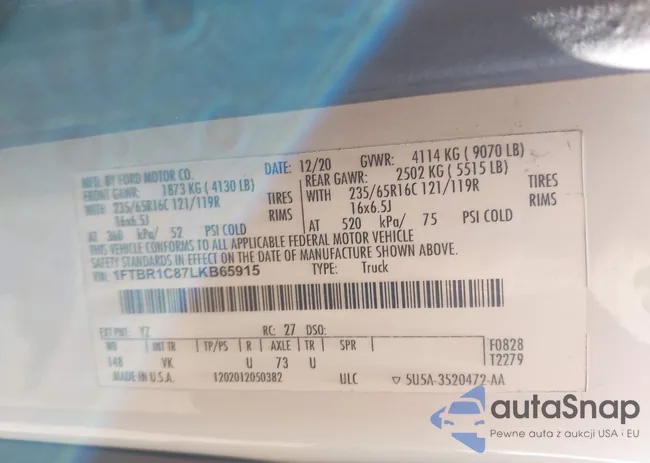 MFD. BY FORD MOTOR CO.
DATE: 12/20 GVWR: 4114 KG ( 9070 LB)
FRONT GAWR: 1873 KG ( 4130 LB) REAR GAWR: 2502 KG ( 5515 LB)
WITH 235/65R16C 121/119R TIRES WITH 235/65R16C 121/119R TIRES
16x6.5J RIMS 16x6.5J RIMS
AT 360 kPa/ 52 PSI COLD AT 520 kPa/ 75 PSI COLD
THIS VEHICLE CONFORMS TO ALL APPLICABLE FEDERAL MOTOR VEHICLE
SAFETY STANDARDS IN EFFECT ON THE DATE OF MANUFACTURE SHOWN ABOVE.
VIN: 1FTBR1C87LKB65915 TYPE: Truck
EXT PNT: YZ RC: 27 DSO:
WB INT TR TP/PS R AXLE TR SPR F0828
148 VK U 73 U T2279
MADE IN U.S.A. 1202012050382 ULC ▽ 5U5A-3520472-AA
autaSnap
Pewne auta z aukcji USA i EU